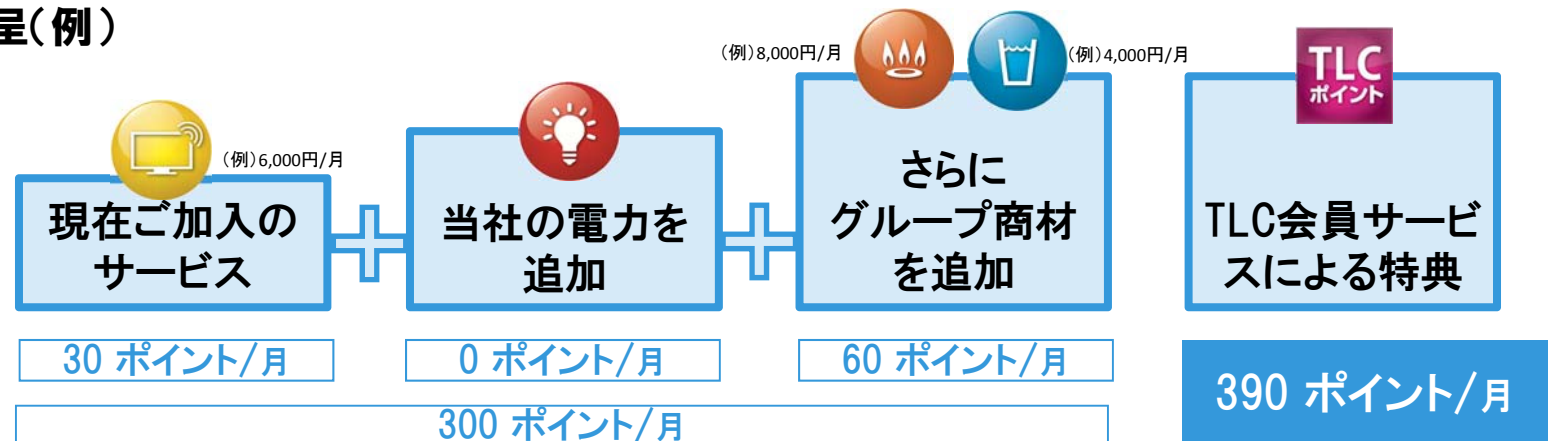 呈(例)
(例)8,000円/月
(例)4,000円/月
TLC
ポイント
(例)6,000円/月
現在ご加入の
サービス
当社の電力を
追加
さらに
グループ商材
を追加
TLC会員サービ
スによる特典
30 ポイント/月
0 ポイント/月
60 ポイント/月
390 ポイント/月
300 ポイント/月